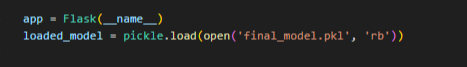 app = Flask(__name__)
loaded_model = pickle.load(open('final_model.pkl', 'rb'))